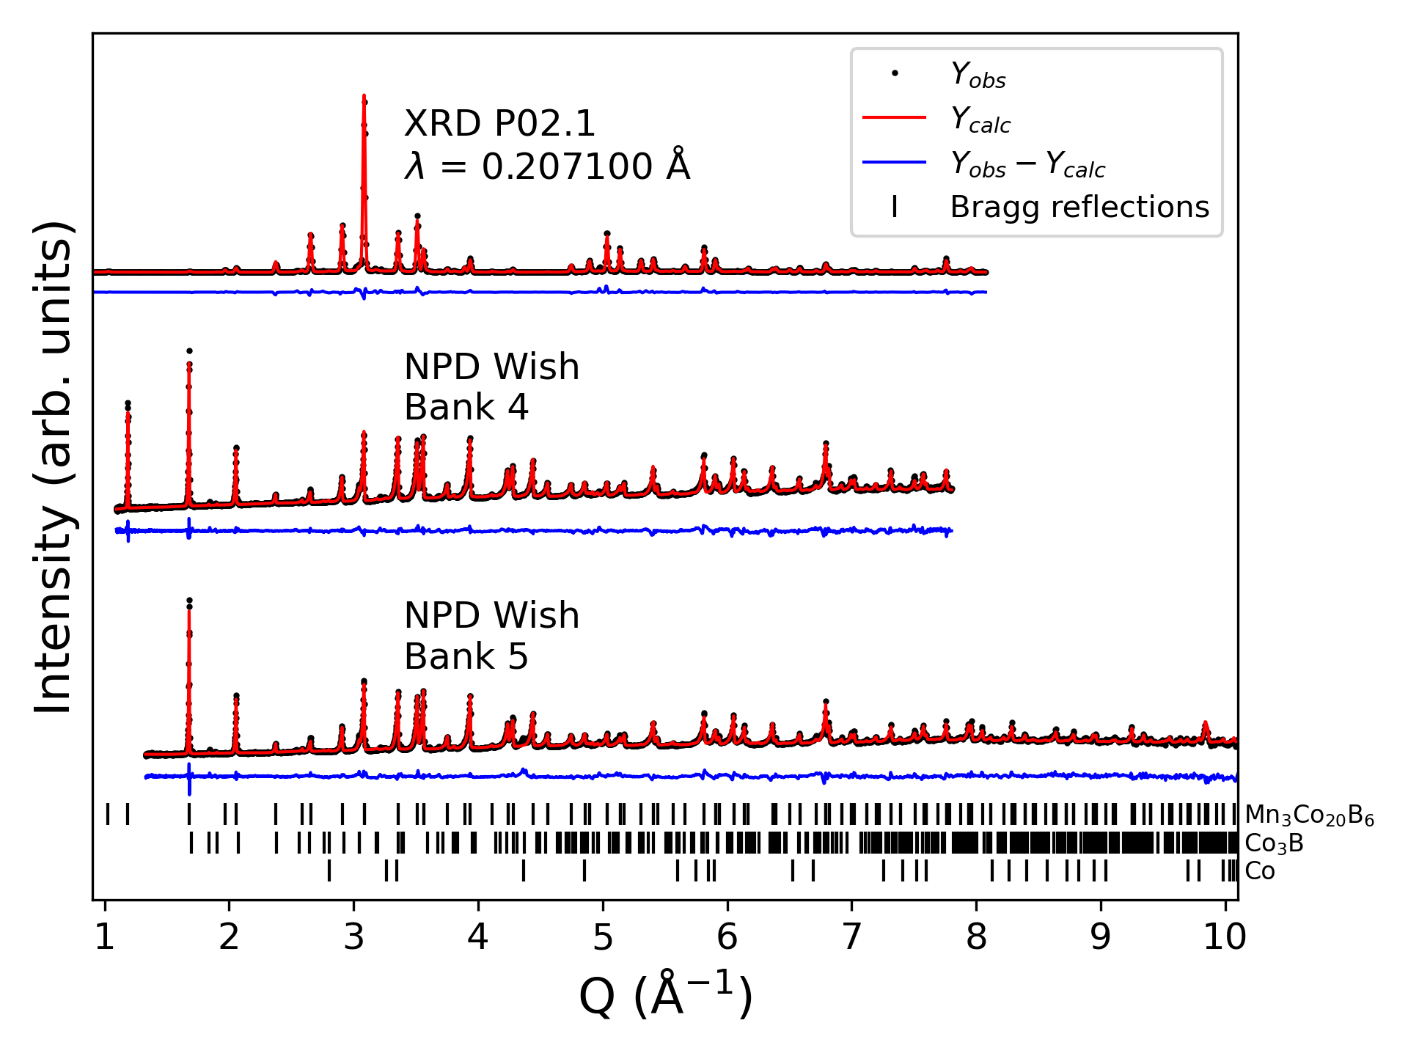 Y_obs
Y_calc
Y_obs − Y_calc
Bragg reflections
XRD P02.1
λ = 0.207100 Å
NPD Wish
Bank 4
NPD Wish
Bank 5
Intensity (arb. units)
Mn₃Co₂₀B₆
Co₃B
Co
1 2 3 4 5 6 7 8 9 10
Q (Å⁻¹)